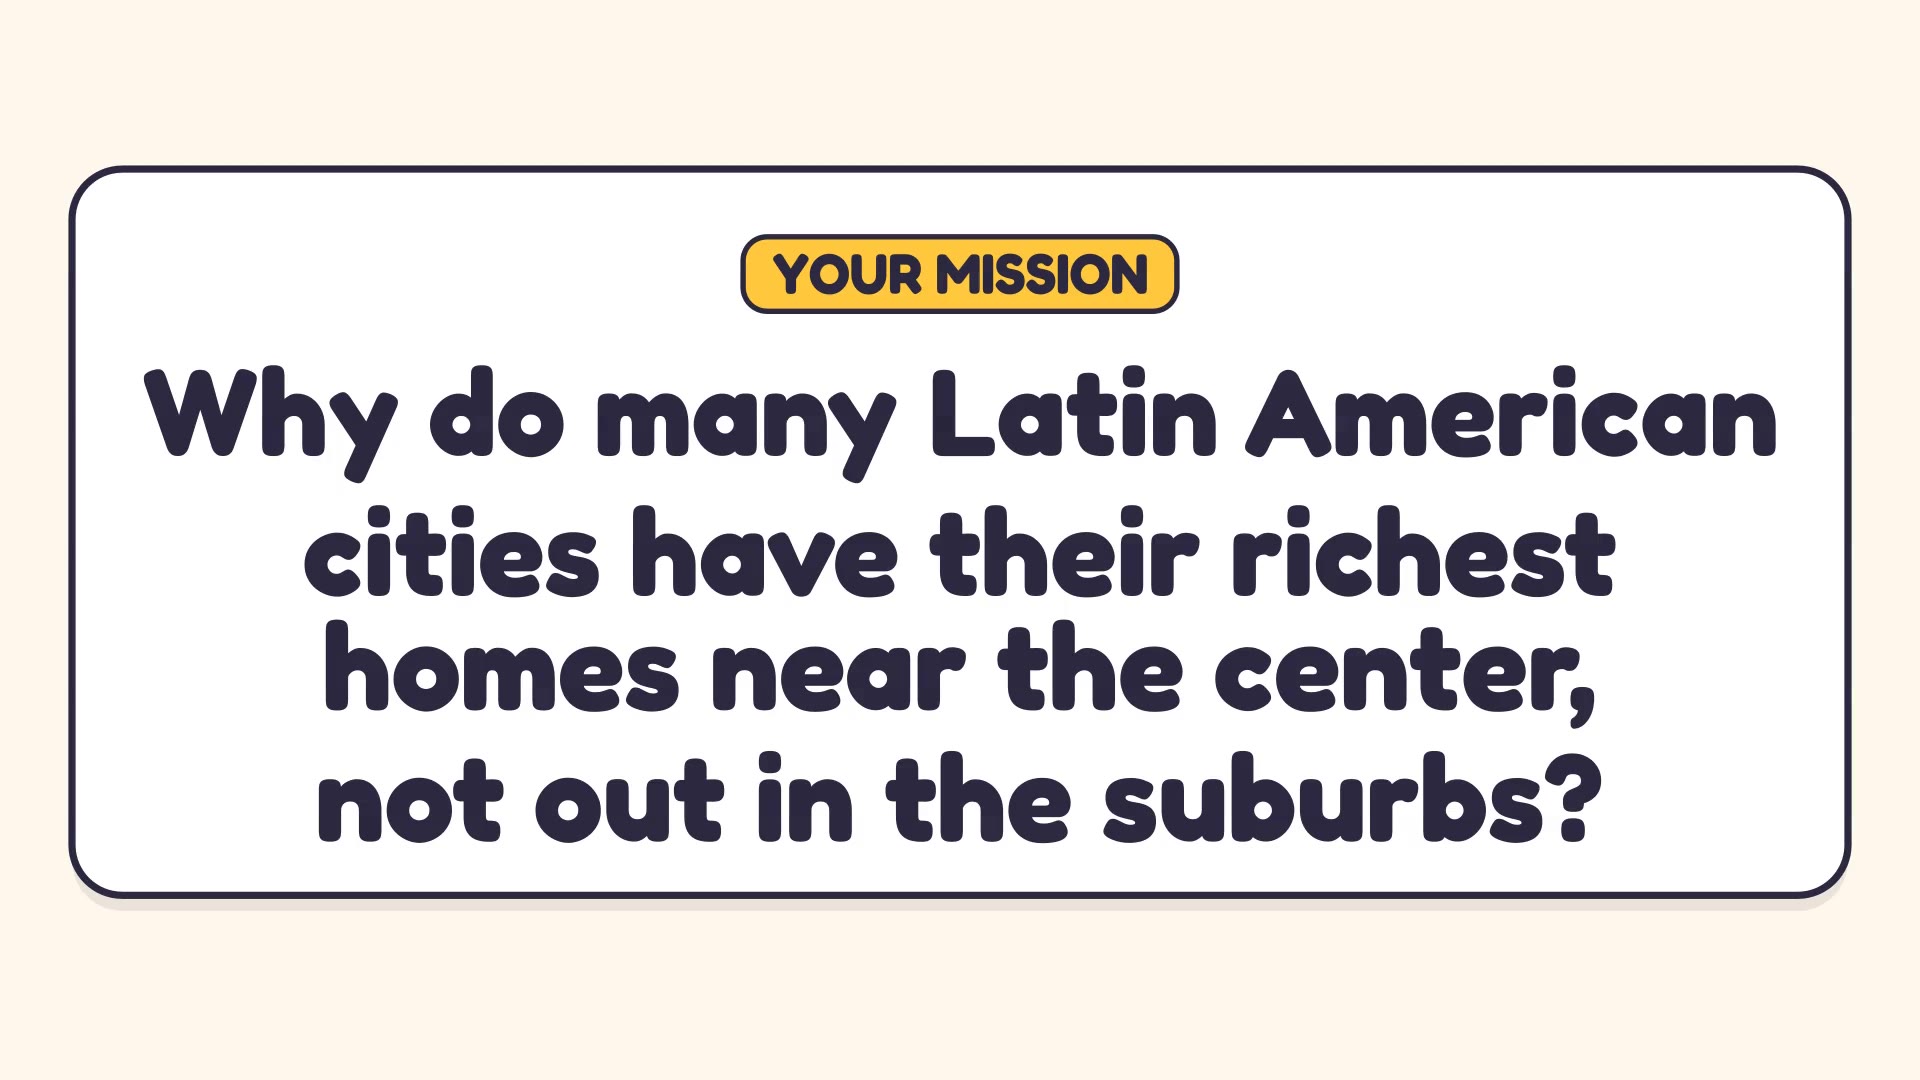 YOUR MISSION
Why do many Latin American
cities have their richest
homes near the center,
not out in the suburbs?